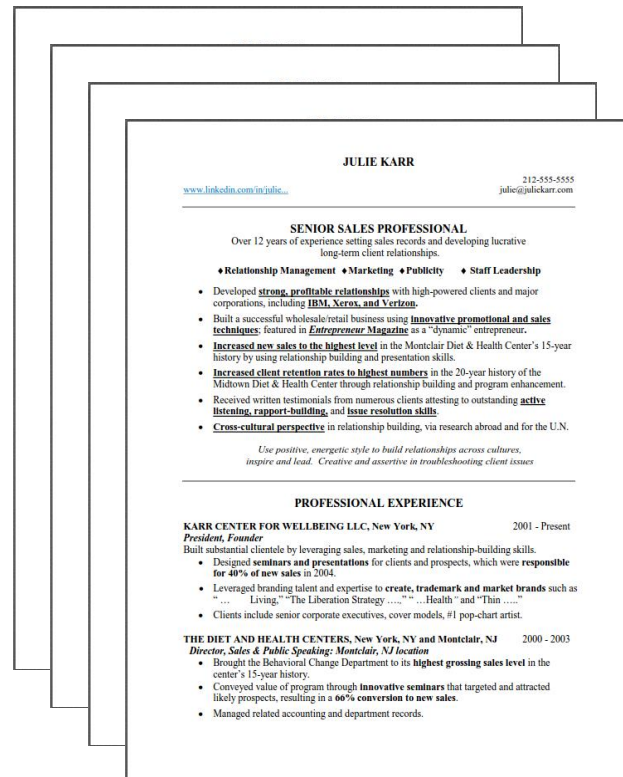 JULIE KARR
212-555-5555
www.linkedin.com/in/julie... julie@juliekarr.com
SENIOR SALES PROFESSIONAL
Over 12 years of experience setting sales records and developing lucrative
long-term client relationships.
♦Relationship Management ♦Marketing ♦Publicity ♦ Staff Leadership
• Developed strong, profitable relationships with high-powered clients and major
corporations, including IBM, Xerox, and Verizon.
• Built a successful wholesale/retail business using innovative promotional and sales
techniques; featured in Entrepreneur Magazine as a “dynamic” entrepreneur.
• Increased new sales to the highest level in the Montclair Diet & Health Center’s 15-year
history by using relationship building and presentation skills.
• Increased client retention rates to highest numbers in the 20-year history of the
Midtown Diet & Health Center through relationship building and program enhancement.
• Received written testimonials from numerous clients attesting to outstanding active
listening, rapport-building, and issue resolution skills.
• Cross-cultural perspective in relationship building, via research abroad and for the U.N.
Use positive, energetic style to build relationships across cultures,
inspire and lead. Creative and assertive in troubleshooting client issues
PROFESSIONAL EXPERIENCE
KARR CENTER FOR WELLBEING LLC, New York, NY 2001 - Present
President, Founder
Built substantial clientele by leveraging sales, marketing and relationship-building skills.
• Designed seminars and presentations for clients and prospects, which were responsible
for 40% of new sales in 2004.
• Leveraged branding talent and expertise to create, trademark and market brands such as
“ … Living,” “The Liberation Strategy ….,” “ …Health“ and “Thin …..”
• Clients include senior corporate executives, cover models, #1 pop-chart artist.
THE DIET AND HEALTH CENTERS, New York, NY and Montclair, NJ 2000 - 2003
Director, Sales & Public Speaking: Montclair, NJ location
• Brought the Behavioral Change Department to its highest grossing sales level in the
center’s 15-year history.
• Conveyed value of program through innovative seminars that targeted and attracted
likely prospects, resulting in a 66% conversion to new sales.
• Managed related accounting and department records.